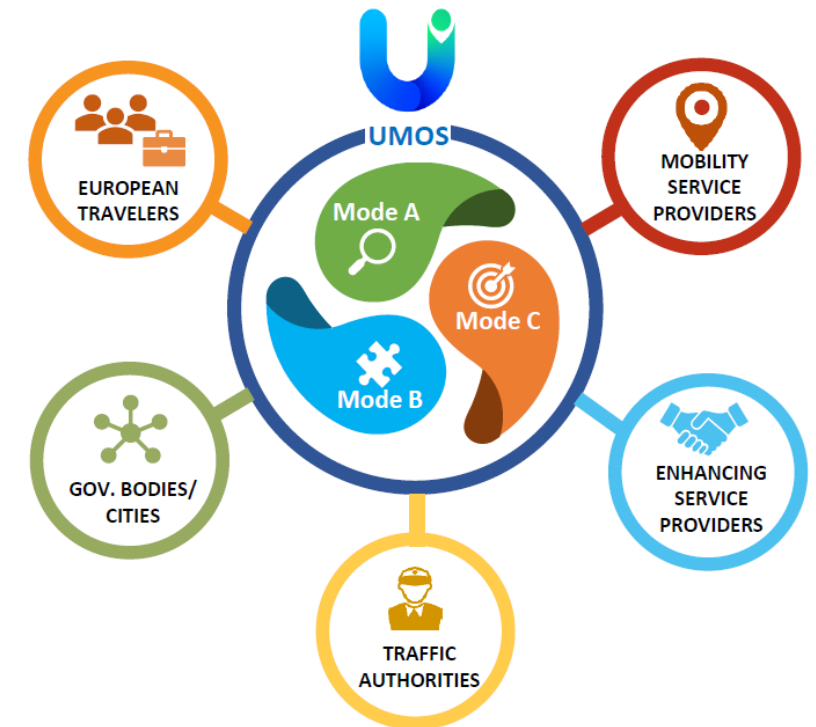 UMOS
EUROPEAN
TRAVELERS
MOBILITY
SERVICE
PROVIDERS
Mode A
Mode C
Mode B
GOV. BODIES/
CITIES
ENHANCING
SERVICE
PROVIDERS
TRAFFIC
AUTHORITIES